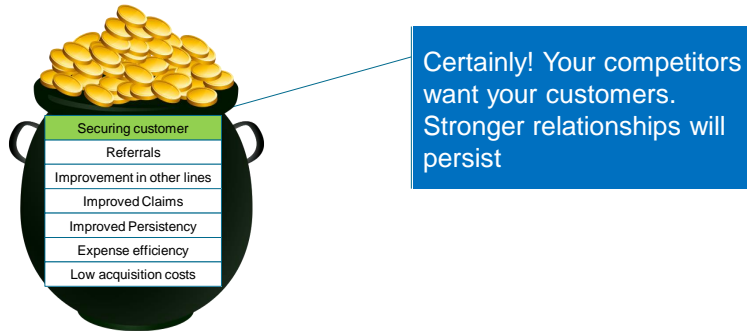 Securing customer
Referrals
Improvement in other lines
Improved Claims
Improved Persistency
Expense efficiency
Low acquisition costs
Certainly! Your competitors
want your customers.
Stronger relationships will
persist